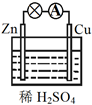 A
Zn Cu
稀 H₂SO₄